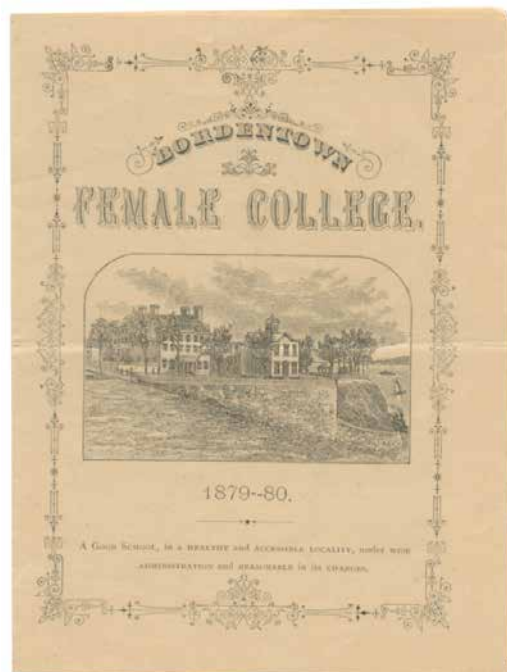 BORDENTOWN
FEMALE COLLEGE.
1879--80.
A GOOD SCHOOL, in a HEALTHY and ACCESSIBLE LOCALITY, under wise
ADMINISTRATION and REASONABLE in its CHARGES.